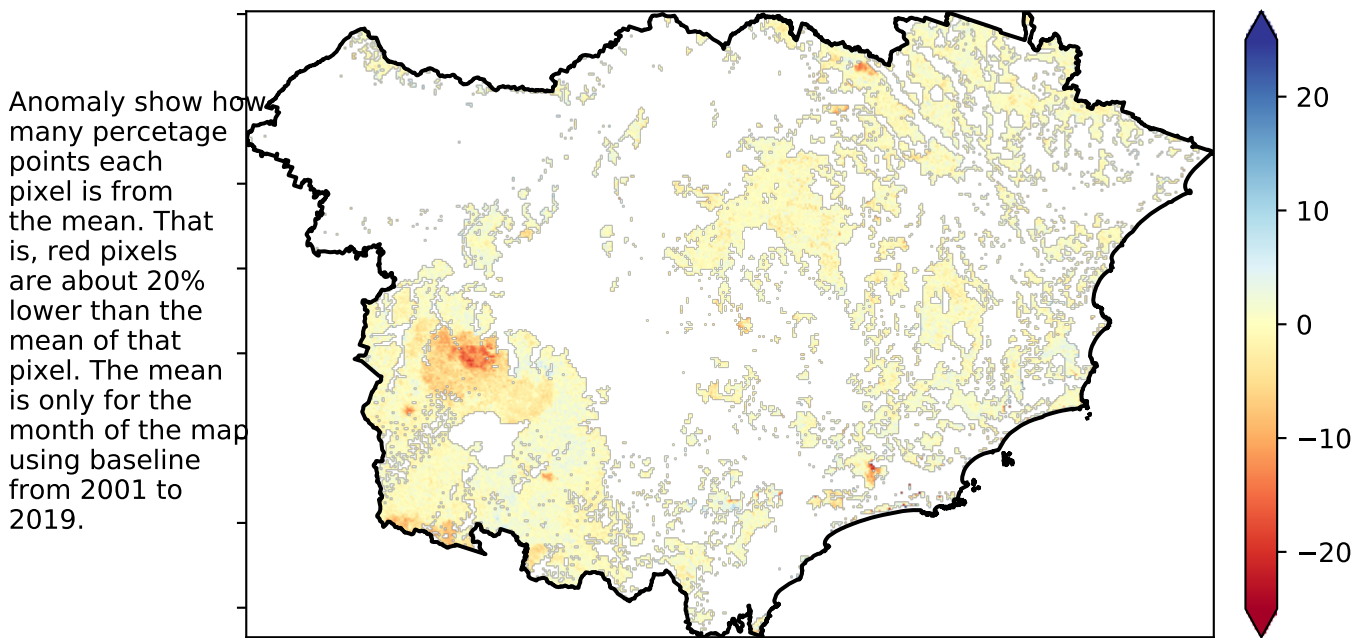 Anomaly show how
many percetage
points each
pixel is from
the mean. That
is, red pixels
are about 20%
lower than the
mean of that
pixel. The mean
is only for the
month of the map
using baseline
from 2001 to
2019.
20
10
0
−10
−20